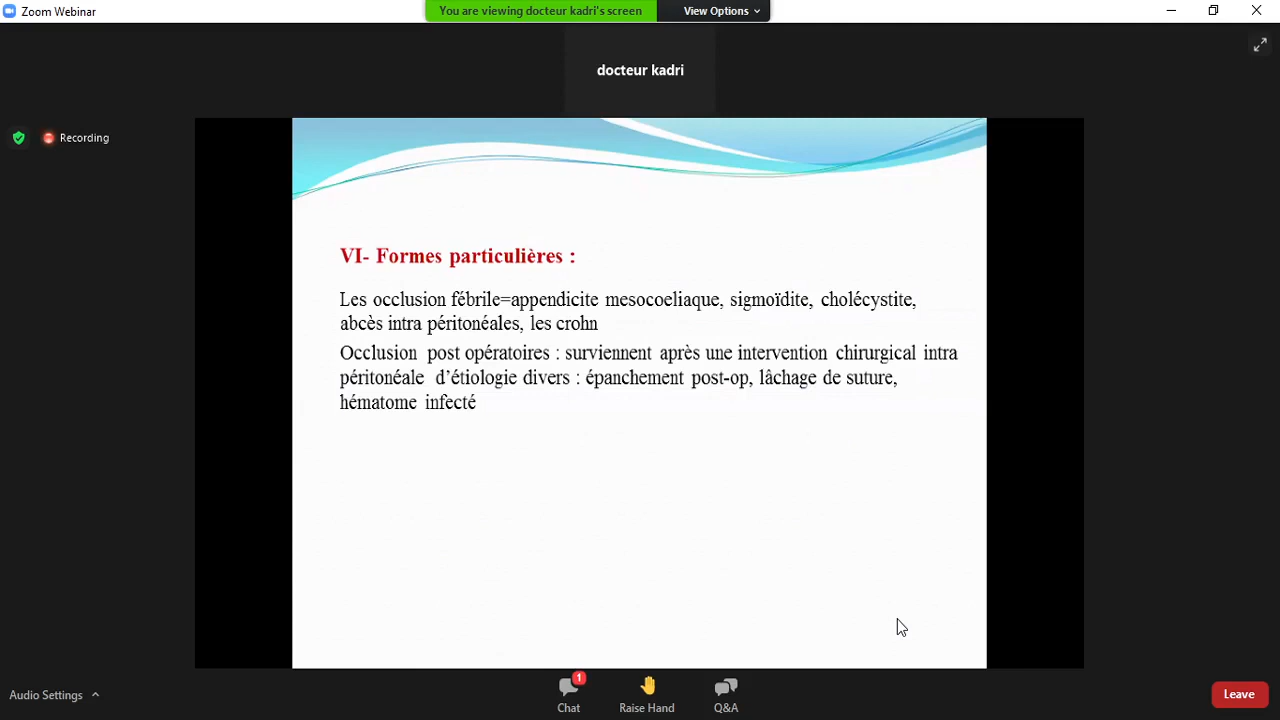 Zoom Webinar
You are viewing docteur kadri's screen
View Options
docteur kadri
Recording
VI- Formes particulières :
Les occlusion fébrile=appendicite mesocoeliaque, sigmoïdite, cholécystite,
abcès intra péritonéales, les crohn
Occlusion post opératoires : surviennent après une intervention chirurgical intra
péritonéale d’étiologie divers : épanchement post-op, lâchage de suture,
hématome infecté
Audio Settings
1
Chat
Raise Hand
Q&A
Leave